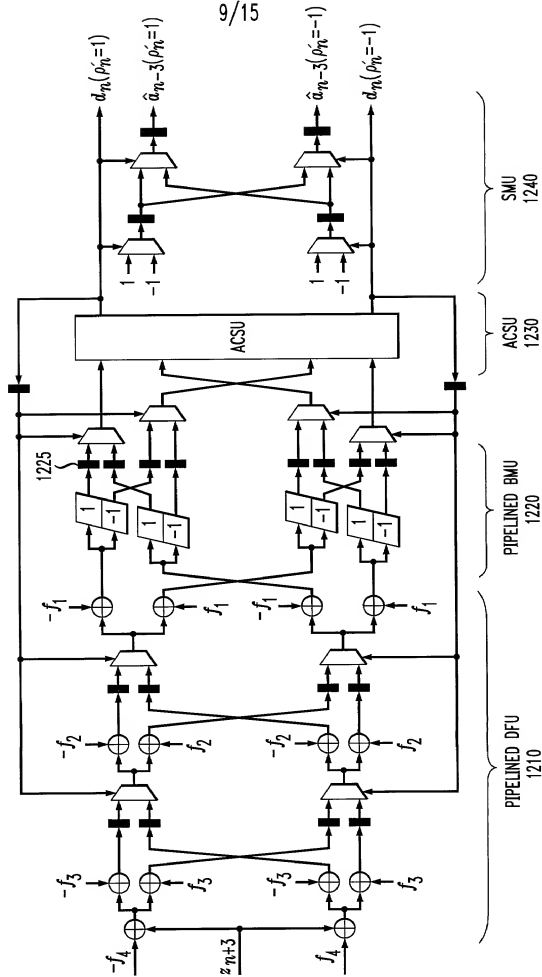 9/15
-f4
z n+3
f4
-f3
f3
-f3
f3
-f2
f2
-f2
f2
-f1
f1
-f1
f1
1
-1
1
-1
1
-1
1
-1
1225
ACSU
1
-1
1
-1
dn(ρ'n=1)
ân-3(ρ'n=1)
ân-3(ρ'n=-1)
dn(ρ'n=-1)
PIPELINED DFU
1210
PIPELINED BMU
1220
ACSU
1230
SMU
1240